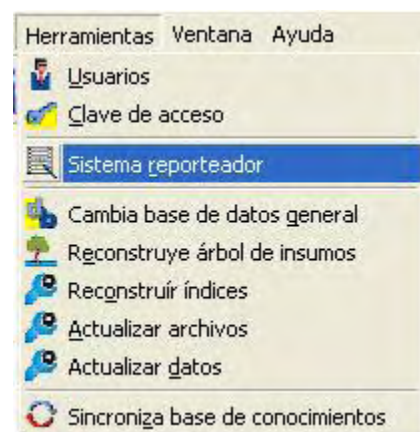 Herramientas Ventana Ayuda
Usuarios
Clave de acceso
Sistema reporteador
Cambia base de datos general
Reconstruye árbol de insumos
Reconstruír índices
Actualizar archivos
Actualizar datos
Sincroniza base de conocimientos